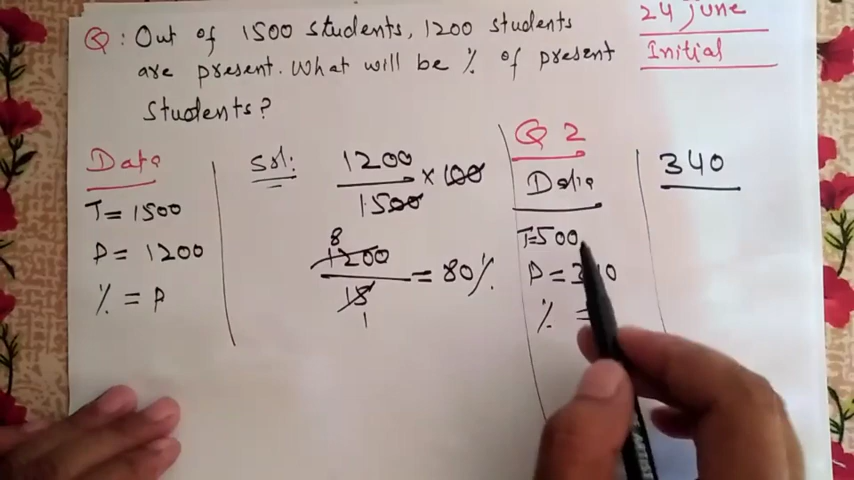 24 June
Initial
Q: Out of 1500 students, 1200 students
are present. What will be % of present
Students?
Data
T= 1500
P= 1200
% = P
Sol:
1200
1500
× 100
8
1200
15
1
= 80%
Q 2
T=500
P =
% =
340